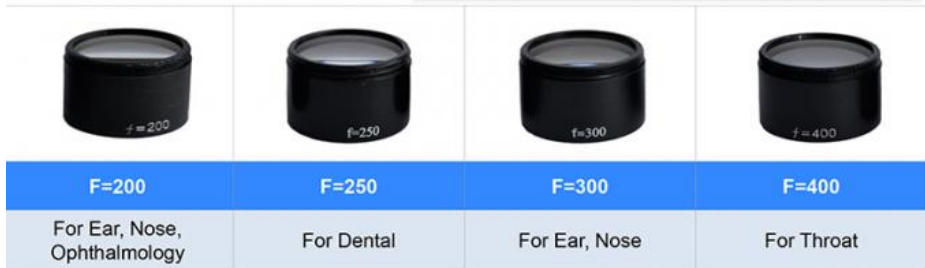 f=200
f=250
f=300
f=400
F=200
F=250
F=300
F=400
For Ear, Nose,
Ophthalmology
For Dental
For Ear, Nose
For Throat